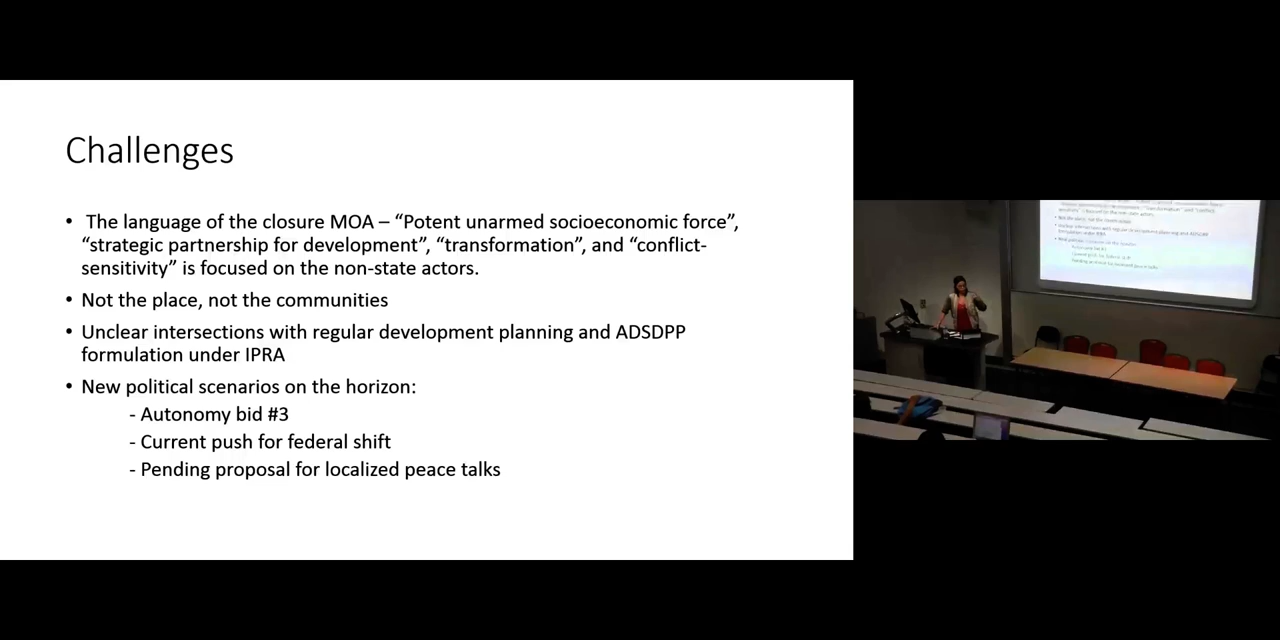 Challenges
• The language of the closure MOA – “Potent unarmed socioeconomic force”,
“strategic partnership for development”, “transformation”, and “conflict-
sensitivity” is focused on the non-state actors.
• Not the place, not the communities
• Unclear intersections with regular development planning and ADSDPP
formulation under IPRA
• New political scenarios on the horizon:
- Autonomy bid #3
- Current push for federal shift
- Pending proposal for localized peace talks